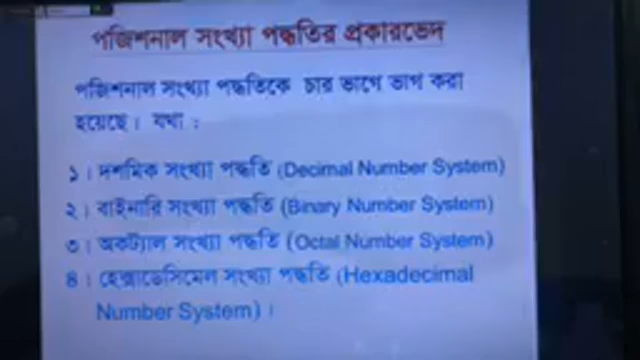 পজিশনাল সংখ্যা পদ্ধতির প্রকারভেদ
পজিশনাল সংখ্যা পদ্ধতিকে চার ভাগে ভাগ করা
হয়েছে। যথা :
১। দশমিক সংখ্যা পদ্ধতি (Decimal Number System)
২। বাইনারি সংখ্যা পদ্ধতি (Binary Number System)
৩। অকট্যাল সংখ্যা পদ্ধতি (Octal Number System)
৪। হেক্সাডেসিমেল সংখ্যা পদ্ধতি (Hexadecimal
Number System)।